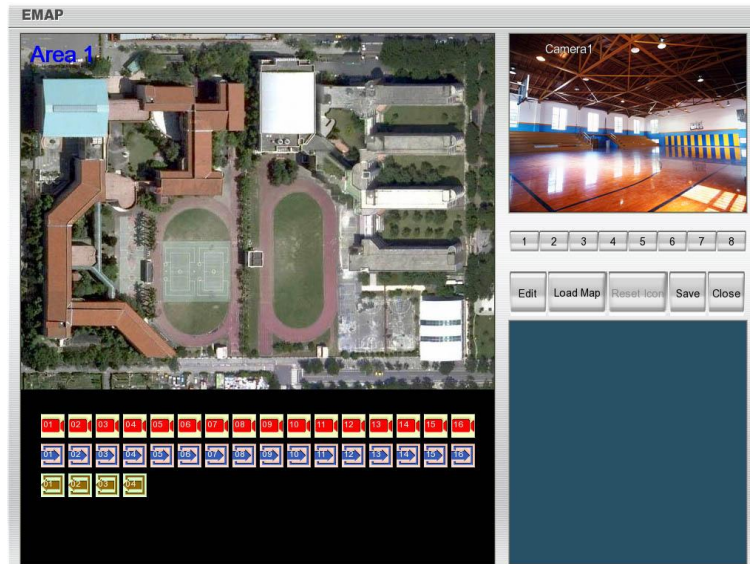 EMAP
Area 1
Camera1
1 2 3 4 5 6 7 8
Edit Load Map Reset Icon Save Close
01 02 03 04 05 06 07 08 09 10 11 12 13 14 15 16
01 02 03 04 05 06 07 08 09 10 11 12 13 14 15 16
01 02 03 04